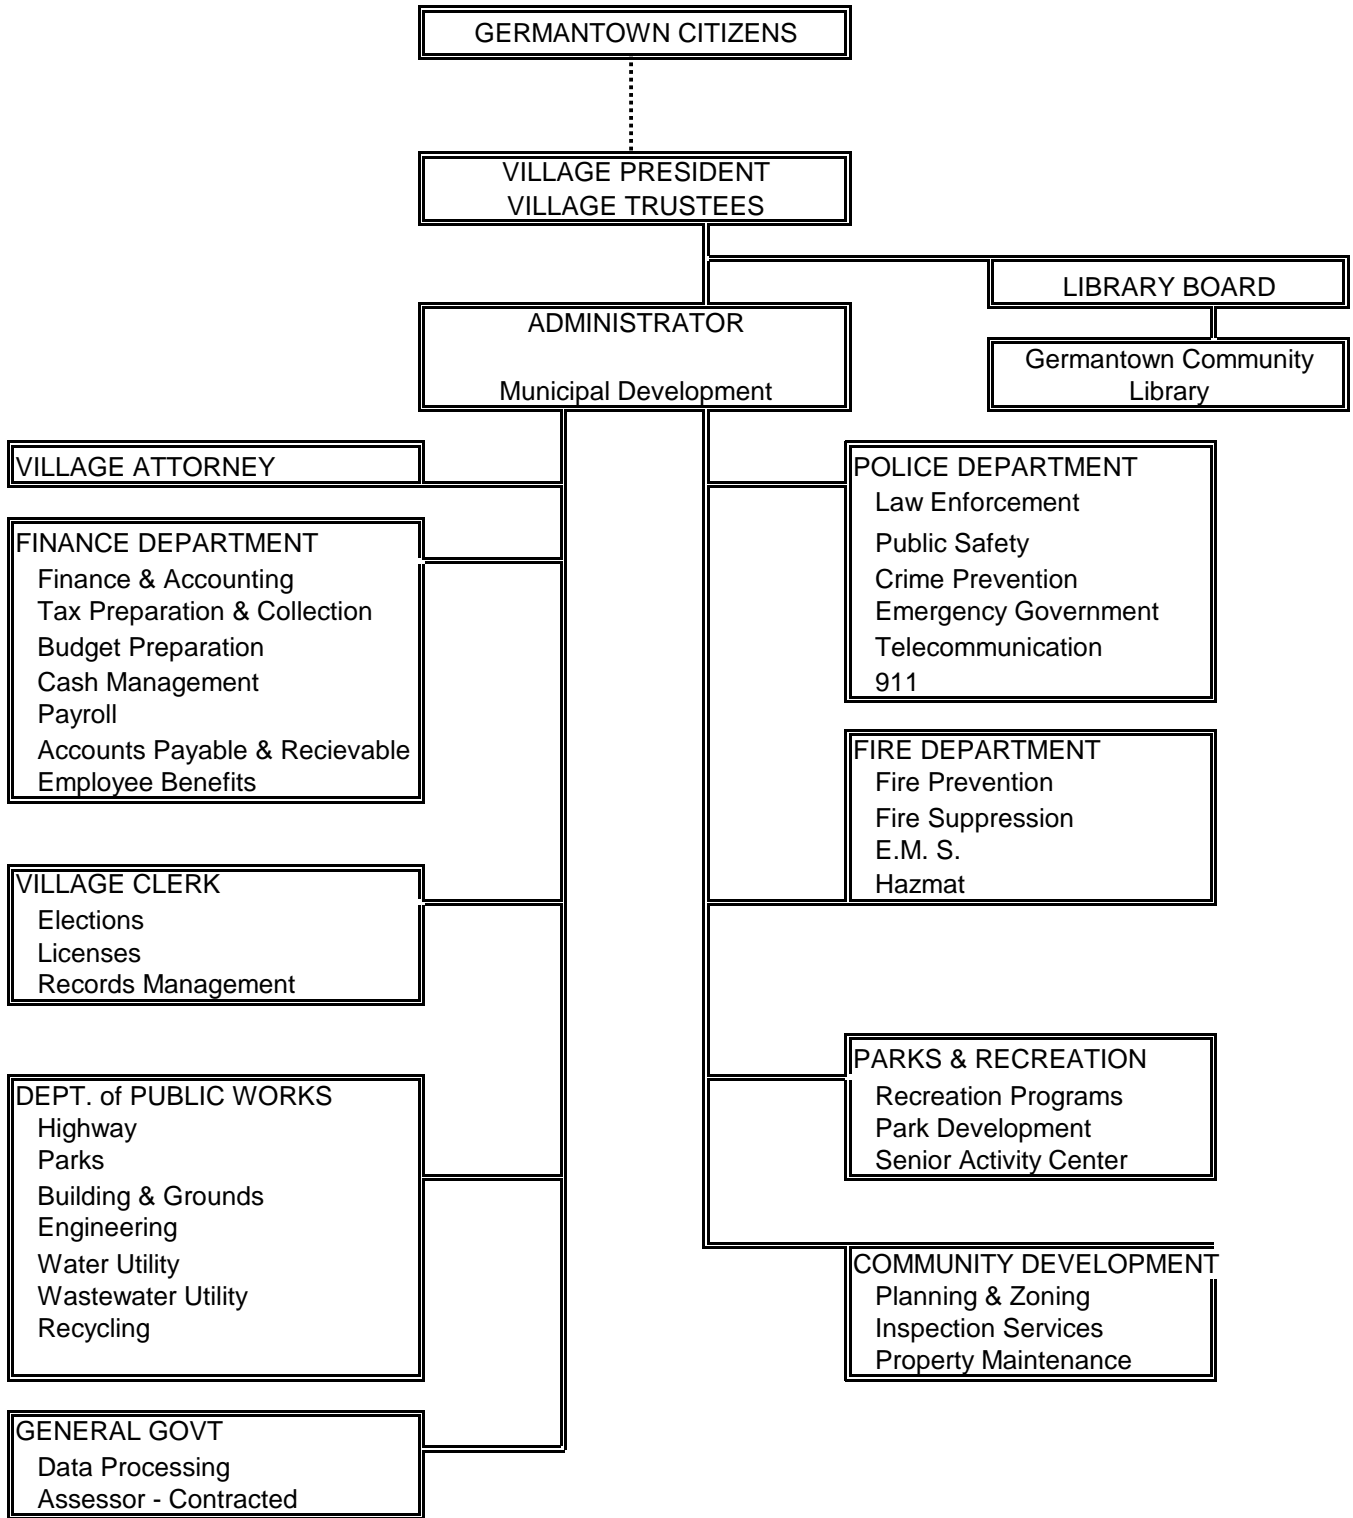 GERMANTOWN CITIZENS
VILLAGE PRESIDENT
VILLAGE TRUSTEES
LIBRARY BOARD
Germantown Community
Library
ADMINISTRATOR
Municipal Development
VILLAGE ATTORNEY
FINANCE DEPARTMENT
Finance & Accounting
Tax Preparation & Collection
Budget Preparation
Cash Management
Payroll
Accounts Payable & Recievable
Employee Benefits
VILLAGE CLERK
Elections
Licenses
Records Management
DEPT. of PUBLIC WORKS
Highway
Parks
Building & Grounds
Engineering
Water Utility
Wastewater Utility
Recycling
GENERAL GOVT
Data Processing
Assessor - Contracted
POLICE DEPARTMENT
Law Enforcement
Public Safety
Crime Prevention
Emergency Government
Telecommunication
911
FIRE DEPARTMENT
Fire Prevention
Fire Suppression
E.M. S.
Hazmat
PARKS & RECREATION
Recreation Programs
Park Development
Senior Activity Center
COMMUNITY DEVELOPMENT
Planning & Zoning
Inspection Services
Property Maintenance